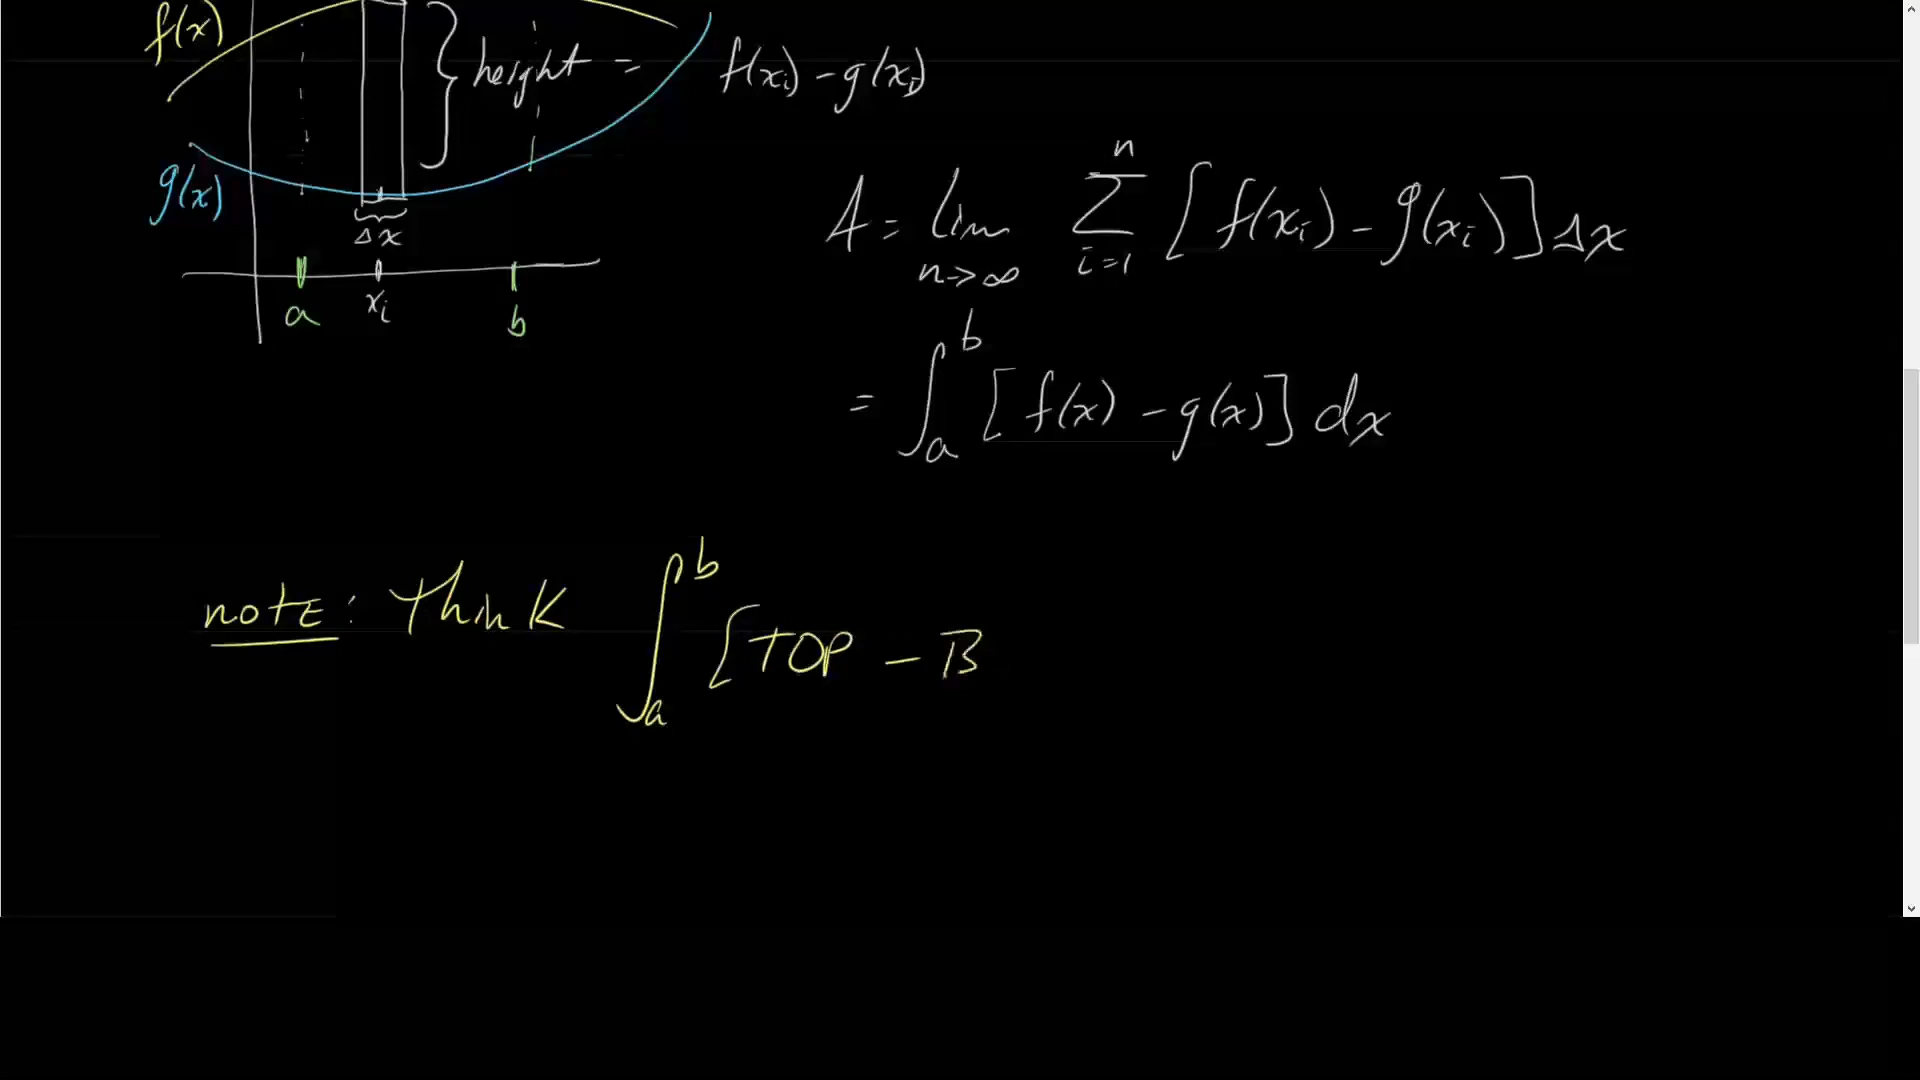 f(x)
height = f(xᵢ) - g(xᵢ)
g(x)
Δx
a xᵢ b
A = lim n→∞ n Σ i=1 [f(xᵢ) - g(xᵢ)] Δx
= ∫ₐᵇ [f(x) - g(x)] dx
notE: think ∫ₐᵇ [TOP - B